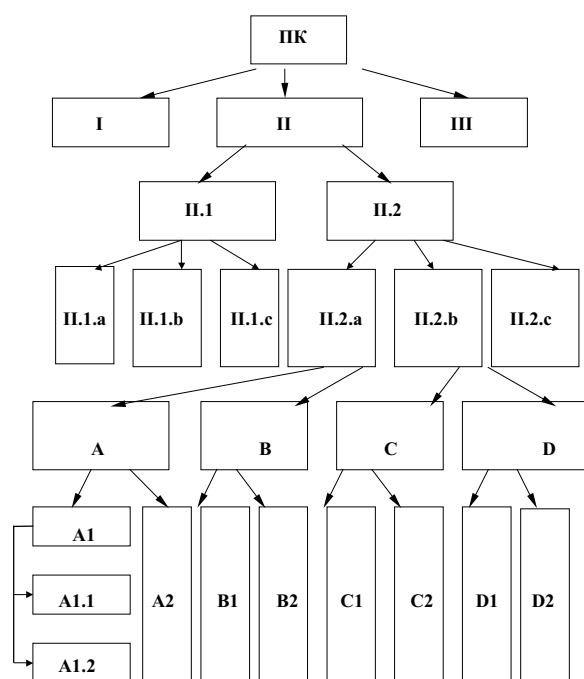 ПК
I
II
III
II.1
II.2
II.1.a
II.1.b
II.1.c
II.2.a
II.2.b
II.2.c
A
B
C
D
A1
A1.1
A1.2
A2
B1
B2
C1
C2
D1
D2